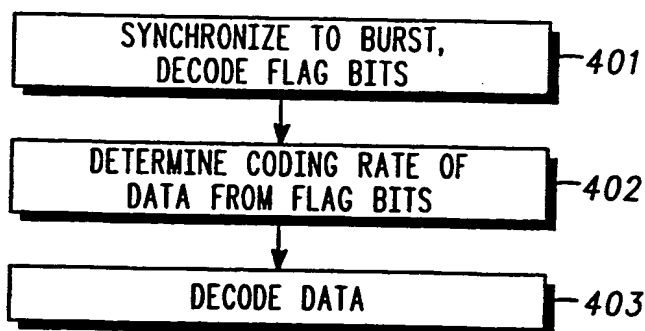 SYNCHRONIZE TO BURST,
DECODE FLAG BITS
401
DETERMINE CODING RATE OF
DATA FROM FLAG BITS
402
DECODE DATA
403